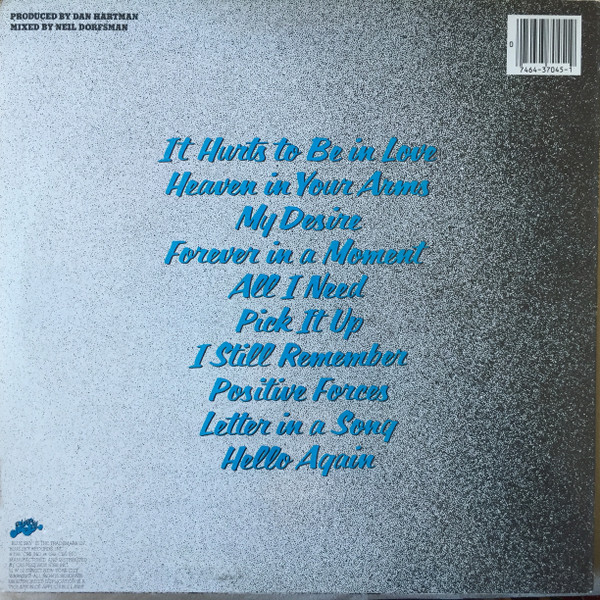 PRODUCED BY DAN HARTMAN
MIXED BY NEIL DORFSMAN
0
7464-37045-1
It Hurts to Be in Love
Heaven in Your Arms
My Desire
Forever in a Moment
All I Need
Pick It Up
I Still Remember
Positive Forces
Letter in a Song
Hello Again